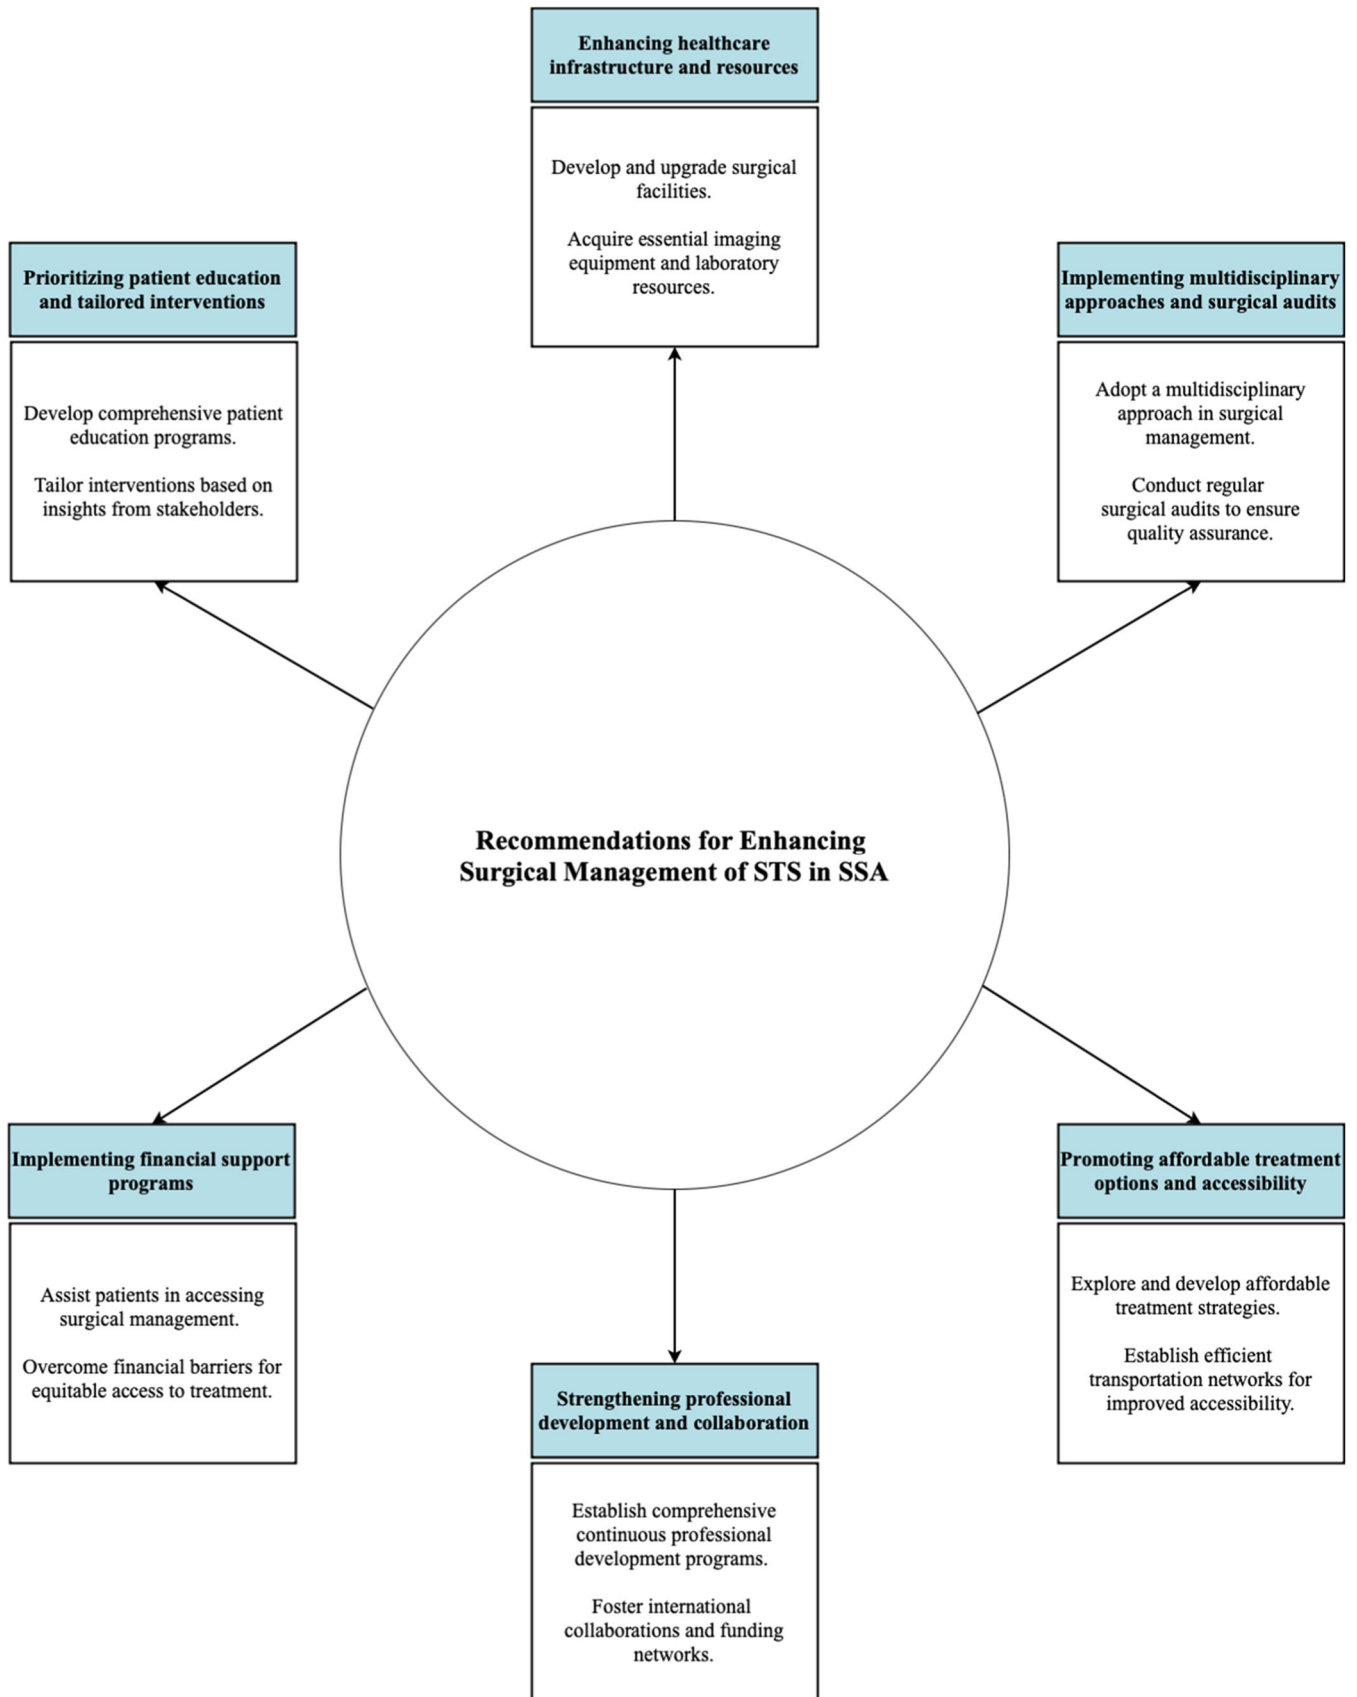 Enhancing healthcare
infrastructure and resources
Develop and upgrade surgical
facilities.
Acquire essential imaging
equipment and laboratory
resources.
Prioritizing patient education
and tailored interventions
Develop comprehensive patient
education programs.
Tailor interventions based on
insights from stakeholders.
Implementing multidisciplinary
approaches and surgical audits
Adopt a multidisciplinary
approach in surgical
management.
Conduct regular
surgical audits to ensure
quality assurance.
Recommendations for Enhancing
Surgical Management of STS in SSA
Implementing financial support
programs
Assist patients in accessing
surgical management.
Overcome financial barriers for
equitable access to treatment.
Promoting affordable treatment
options and accessibility
Explore and develop affordable
treatment strategies.
Establish efficient
transportation networks for
improved accessibility.
Strengthening professional
development and collaboration
Establish comprehensive
continuous professional
development programs.
Foster international
collaborations and funding
networks.